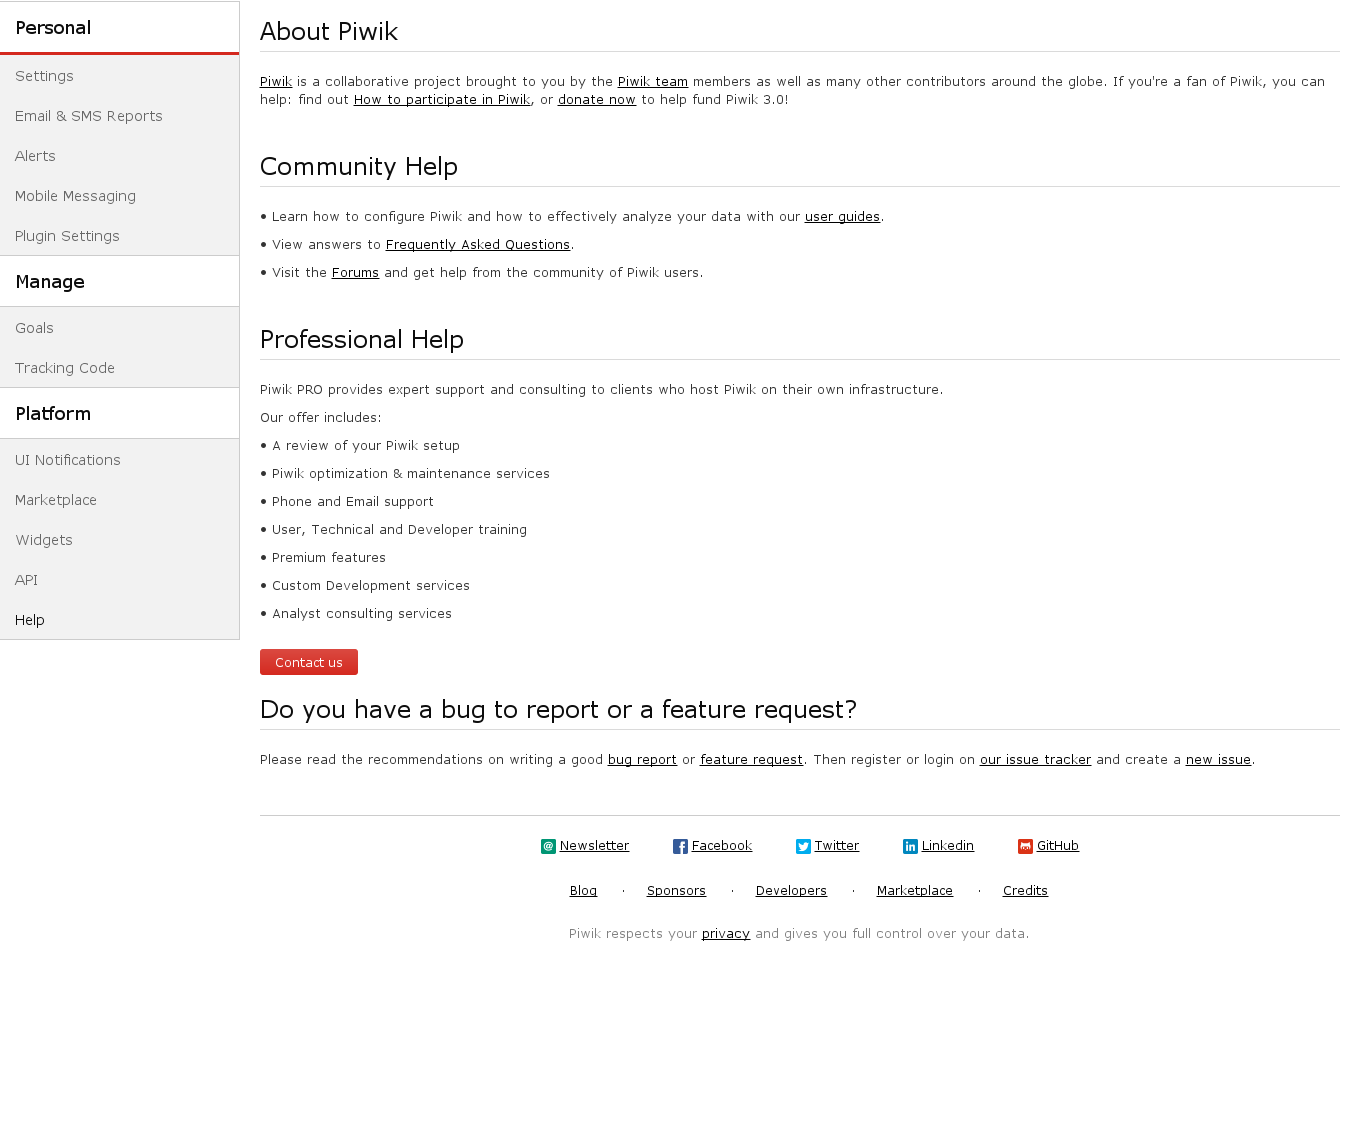 Personal
Settings
Email & SMS Reports
Alerts
Mobile Messaging
Plugin Settings
Manage
Goals
Tracking Code
Platform
UI Notifications
Marketplace
Widgets
API
Help
About Piwik
Piwik is a collaborative project brought to you by the Piwik team members as well as many other contributors around the globe. If you're a fan of Piwik, you can
help: find out How to participate in Piwik, or donate now to help fund Piwik 3.0!
Community Help
• Learn how to configure Piwik and how to effectively analyze your data with our user guides.
• View answers to Frequently Asked Questions.
• Visit the Forums and get help from the community of Piwik users.
Professional Help
Piwik PRO provides expert support and consulting to clients who host Piwik on their own infrastructure.
Our offer includes:
• A review of your Piwik setup
• Piwik optimization & maintenance services
• Phone and Email support
• User, Technical and Developer training
• Premium features
• Custom Development services
• Analyst consulting services
Contact us
Do you have a bug to report or a feature request?
Please read the recommendations on writing a good bug report or feature request. Then register or login on our issue tracker and create a new issue.
Newsletter Facebook Twitter Linkedin GitHub
Blog · Sponsors · Developers · Marketplace · Credits
Piwik respects your privacy and gives you full control over your data.